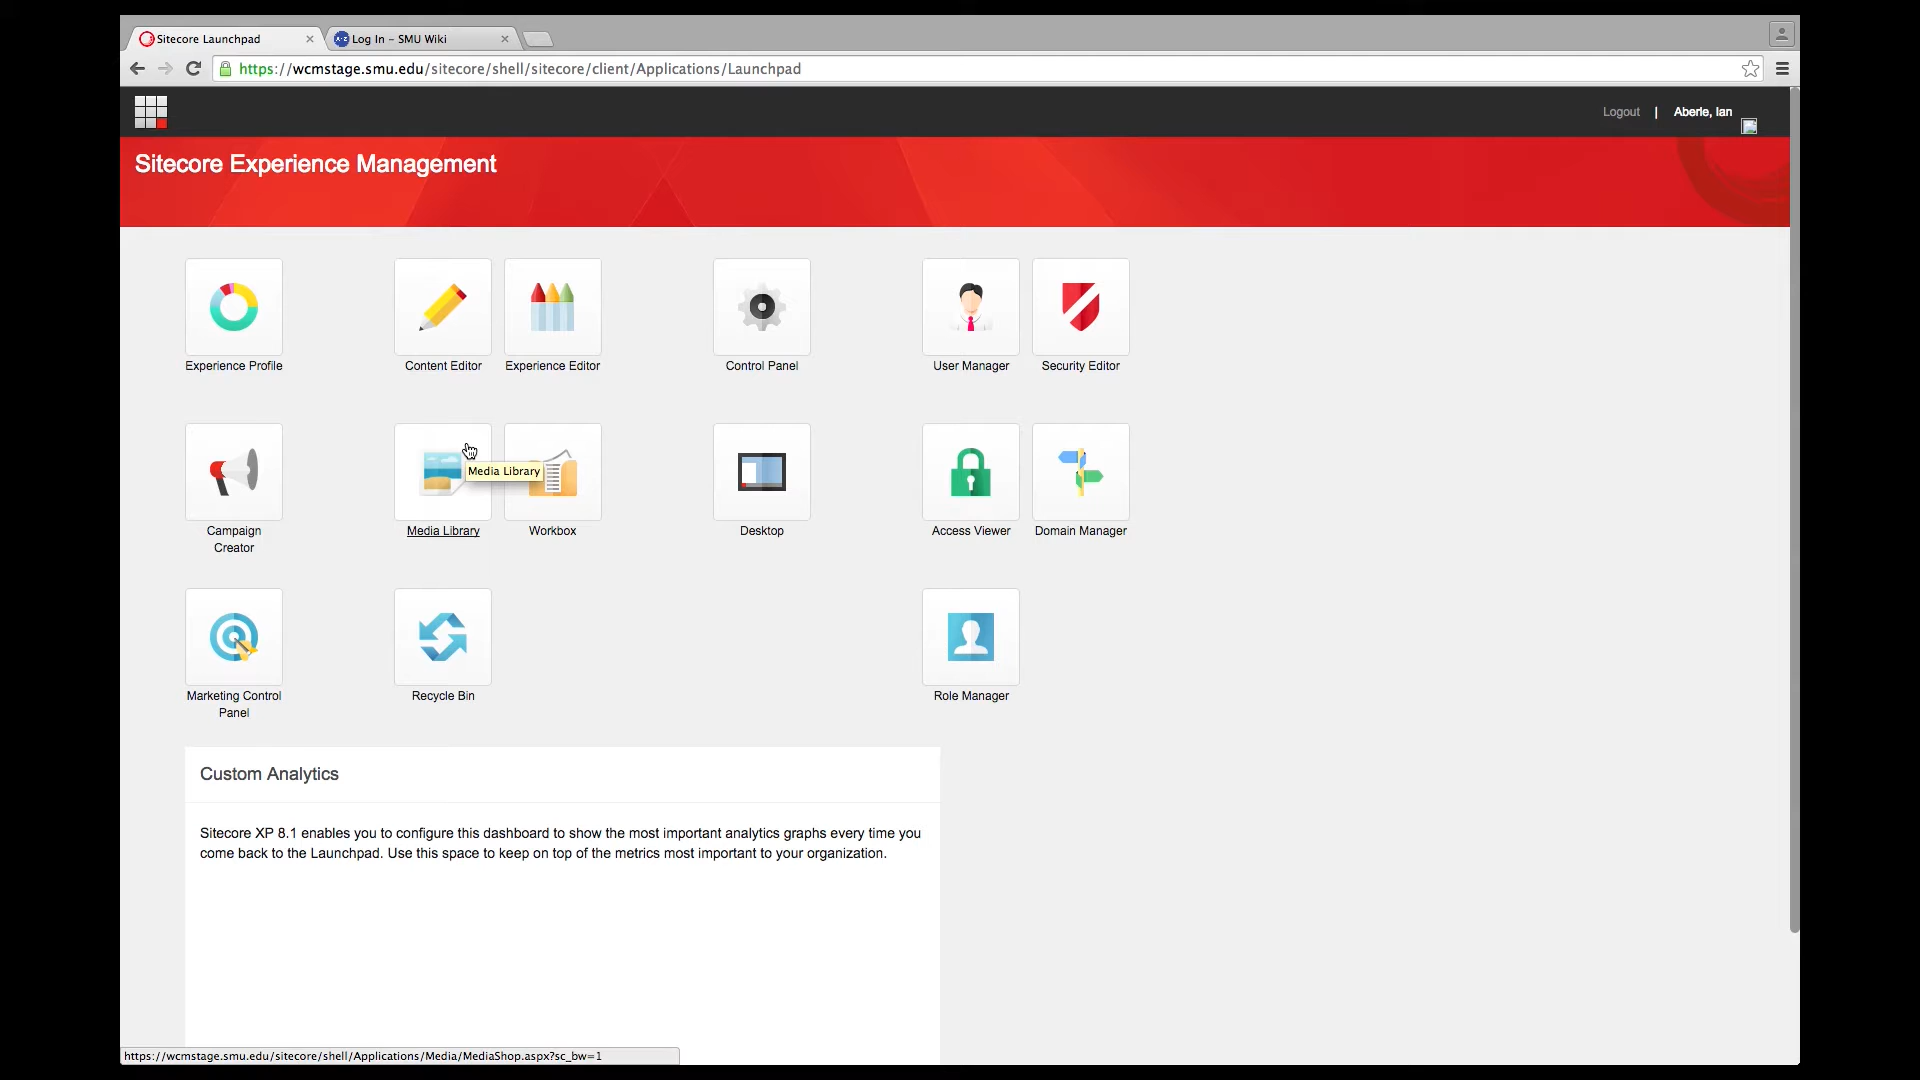 Sitecore Launchpad
Log In – SMU Wiki
https://wcmstage.smu.edu/sitecore/shell/sitecore/client/Applications/Launchpad
Logout | Aberle, Ian
Sitecore Experience Management
Experience Profile
Content Editor
Experience Editor
Control Panel
User Manager
Security Editor
Media Library
Campaign
Creator
Media Library
Workbox
Desktop
Access Viewer
Domain Manager
Marketing Control
Panel
Recycle Bin
Role Manager
Custom Analytics
Sitecore XP 8.1 enables you to configure this dashboard to show the most important analytics graphs every time you
come back to the Launchpad. Use this space to keep on top of the metrics most important to your organization.
https://wcmstage.smu.edu/sitecore/shell/Applications/Media/MediaShop.aspx?sc_bw=1